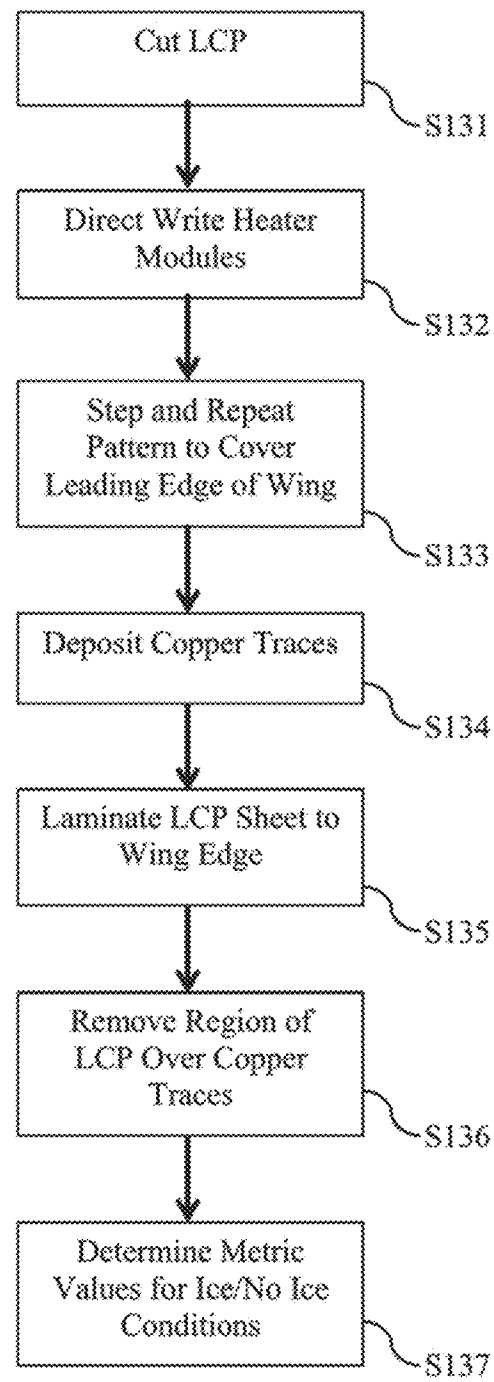 Cut LCP
S131
Direct Write Heater
Modules
S132
Step and Repeat
Pattern to Cover
Leading Edge of Wing
S133
Deposit Copper Traces
S134
Laminate LCP Sheet to
Wing Edge
S135
Remove Region of
LCP Over Copper
Traces
S136
Determine Metric
Values for Ice/No Ice
Conditions
S137